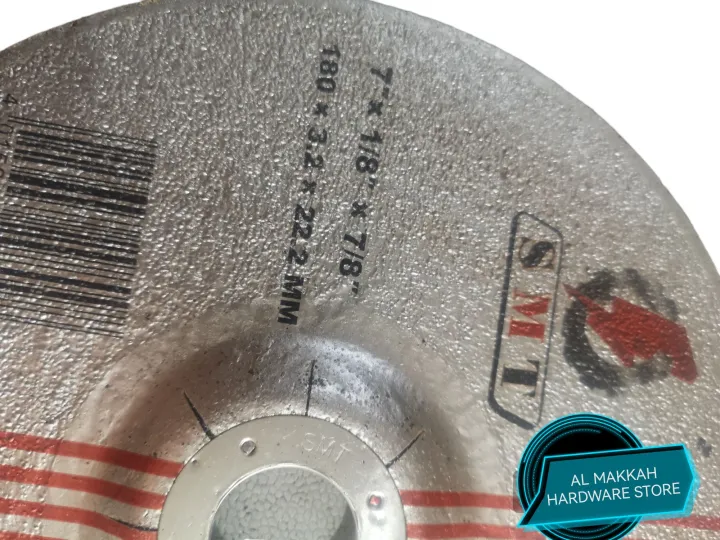 7" x 1/8" x 7/8"
180 x 3.2 x 22.2 MM
SMT
SMT
AL MAKKAH
HARDWARE STORE